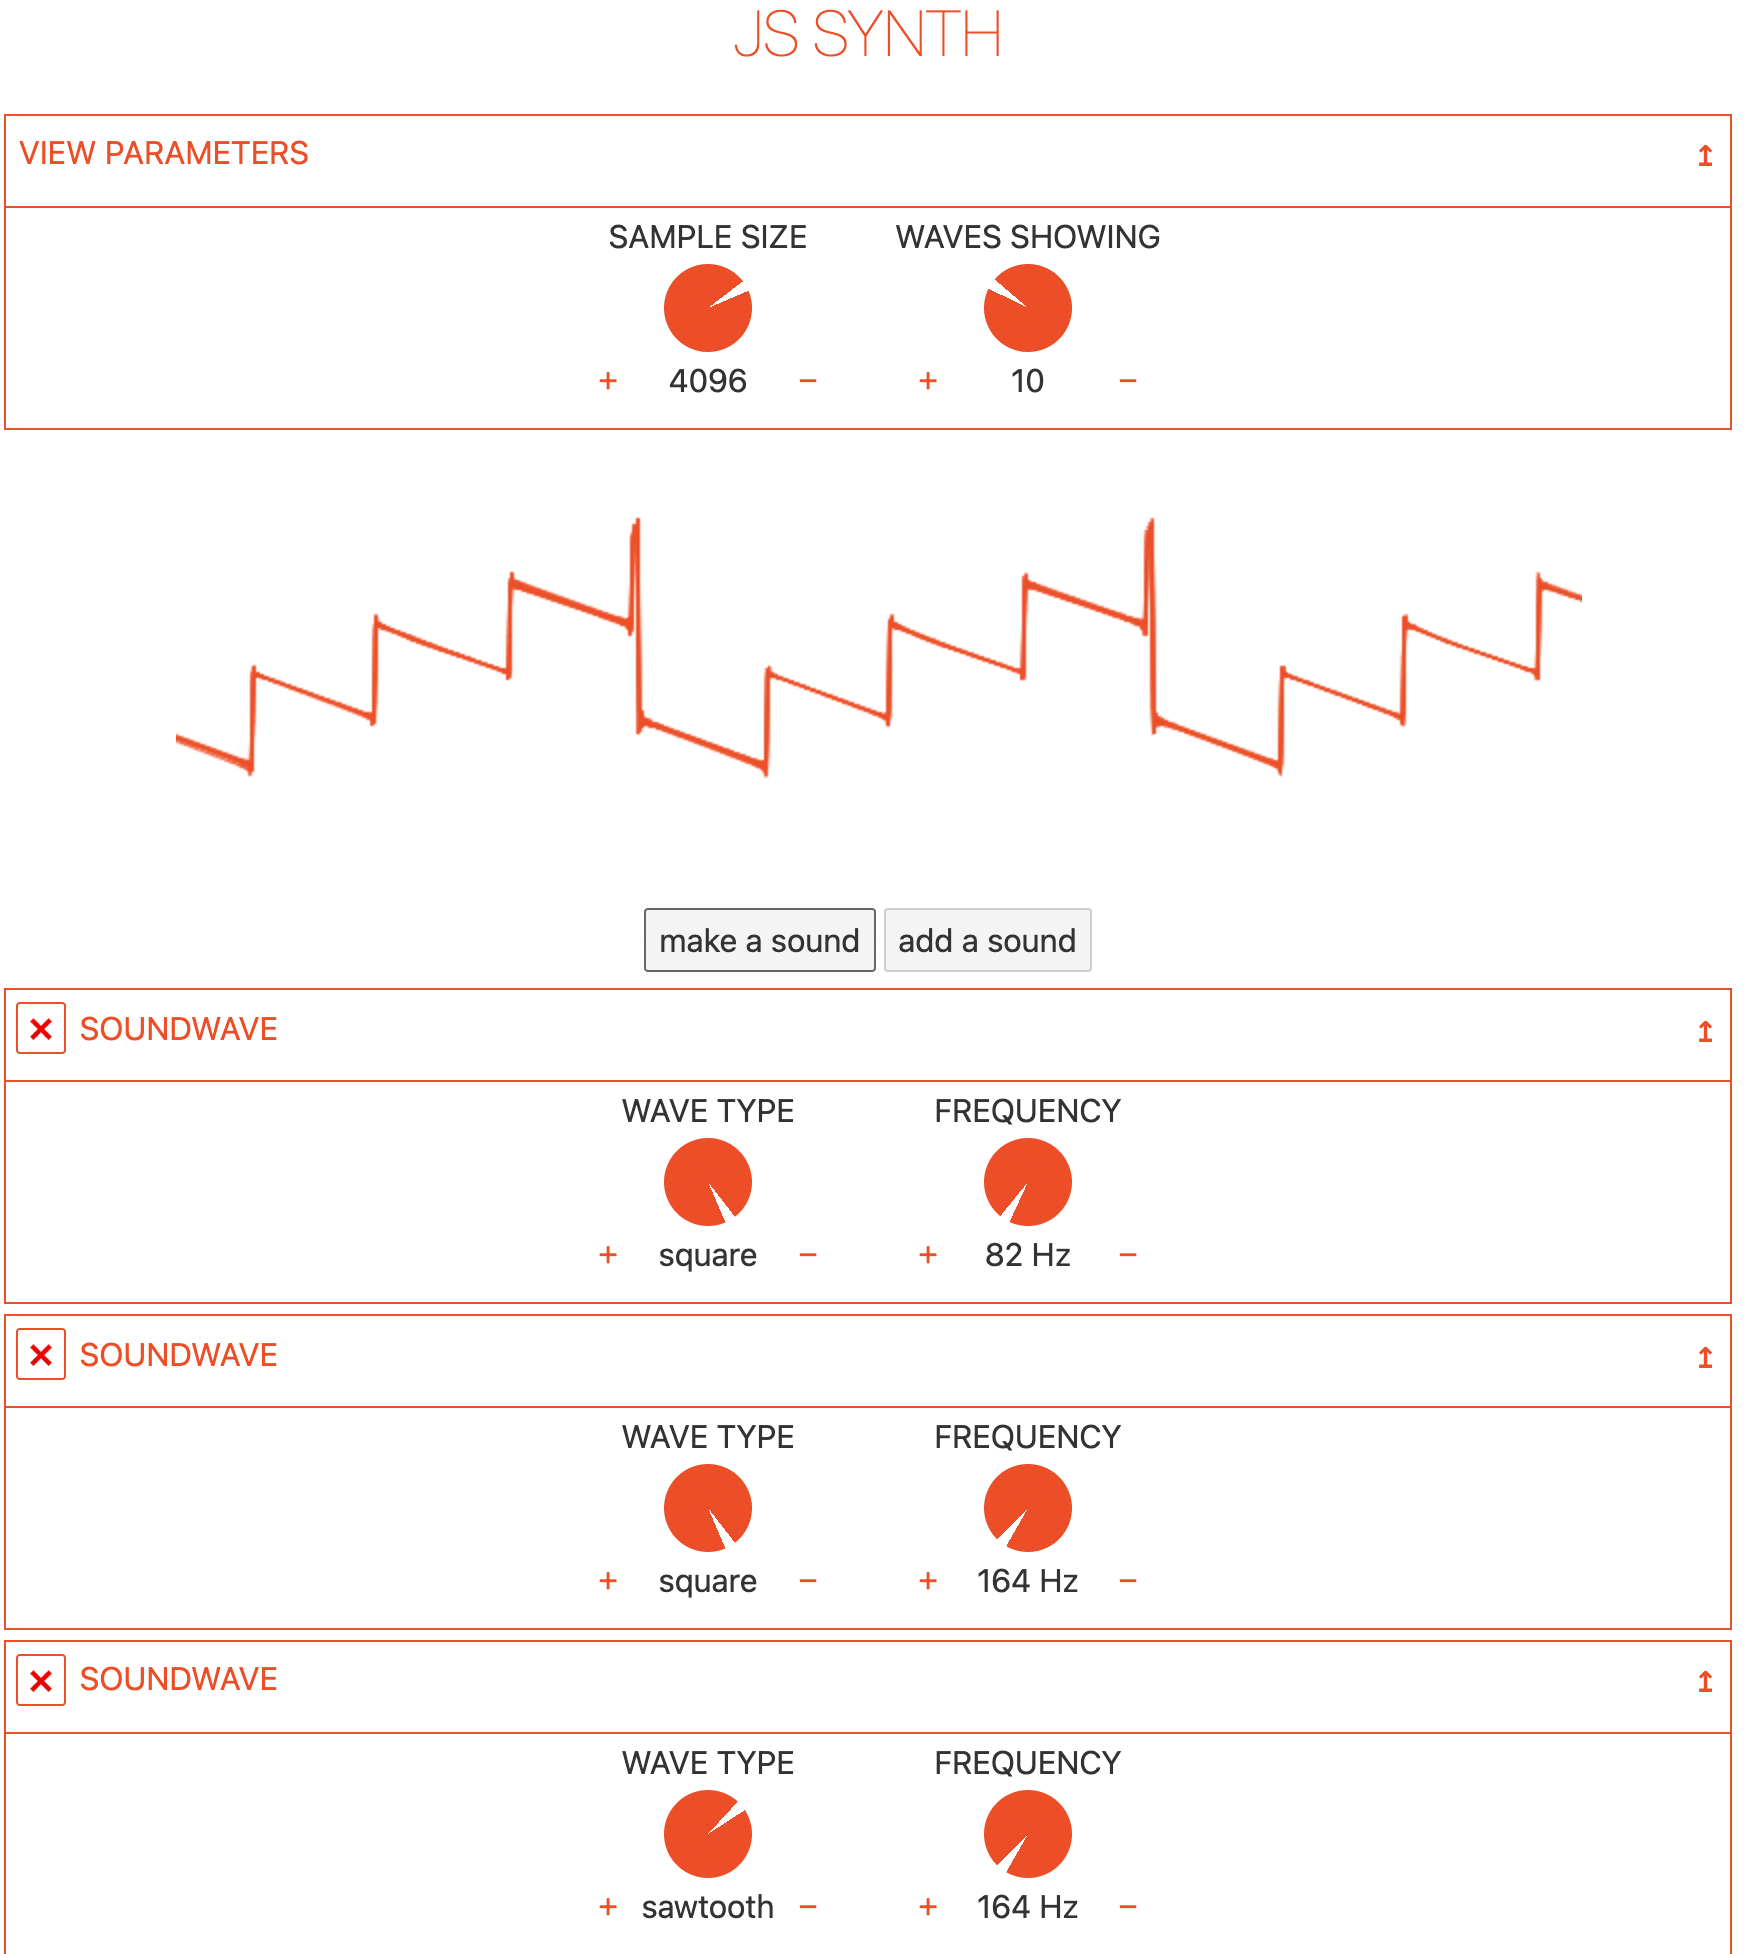 JS SYNTH
VIEW PARAMETERS ↥
SAMPLE SIZE WAVES SHOWING
+ 4096 − + 10 −
make a sound add a sound
× SOUNDWAVE ↥
WAVE TYPE FREQUENCY
+ square − + 82 Hz −
× SOUNDWAVE ↥
WAVE TYPE FREQUENCY
+ square − + 164 Hz −
× SOUNDWAVE ↥
WAVE TYPE FREQUENCY
+ sawtooth − + 164 Hz −